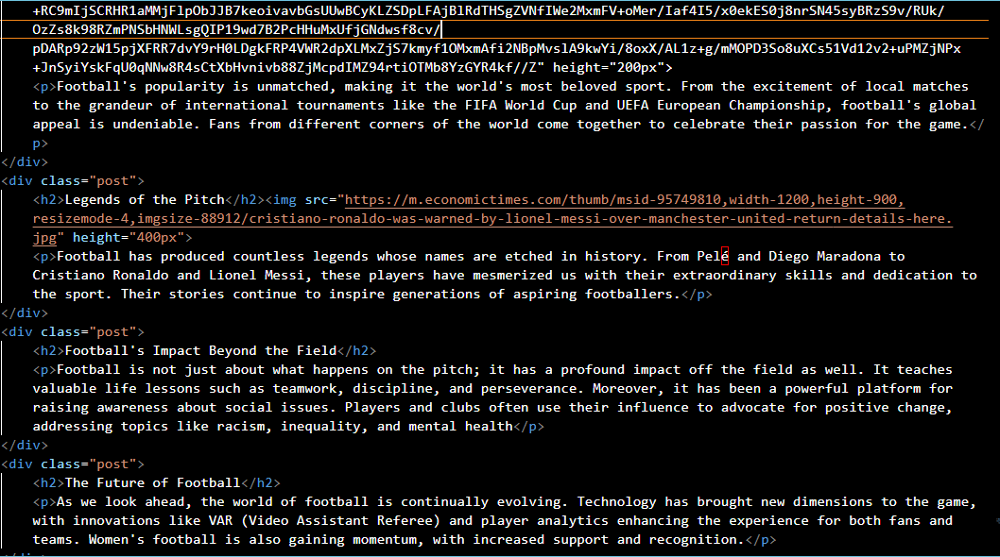 +RC9mIjSCRHR1aMMjFlpObJJB7keoivavbGsUUwBCyKLZSDpLFAjBlRdTHSgZVNfIWe2MxmFV+oMer/Iaf4I5/x0ekES0j8nrSN45syBRzS9v/RUk/
OzZs8k98RZmPNSbHNWLsgQIP19wd7B2PcHHuMxUfjGNdwsf8cv/
pDARp92zW15pjXFRR7dvY9rH0LDgkFRP4VWR2dpXLMxZjS7kmyf1OMxmAfi2NBpMvslA9kwYi/8oxX/AL1z+g/mMOPD3So8uXCs51Vd12v2+uPMZjNPx
+JnSyiYskFqU0qNNw8R4sCtXbHvnivb88ZjMcpdIMZ94rtiOTMb8YzGYR4kf//Z" height="200px">
<p>Football's popularity is unmatched, making it the world's most beloved sport. From the excitement of local matches
to the grandeur of international tournaments like the FIFA World Cup and UEFA European Championship, football's global
appeal is undeniable. Fans from different corners of the world come together to celebrate their passion for the game.</
p>
</div>
<div class="post">
<h2>Legends of the Pitch</h2><img src="https://m.economictimes.com/thumb/msid-95749810,width-1200,height-900,
resizemode-4,imgsize-88912/cristiano-ronaldo-was-warned-by-lionel-messi-over-manchester-united-return-details-here.
jpg" height="400px">
<p>Football has produced countless legends whose names are etched in history. From Pelé and Diego Maradona to
Cristiano Ronaldo and Lionel Messi, these players have mesmerized us with their extraordinary skills and dedication to
the sport. Their stories continue to inspire generations of aspiring footballers.</p>
</div>
<div class="post">
<h2>Football's Impact Beyond the Field</h2>
<p>Football is not just about what happens on the pitch; it has a profound impact off the field as well. It teaches
valuable life lessons such as teamwork, discipline, and perseverance. Moreover, it has been a powerful platform for
raising awareness about social issues. Players and clubs often use their influence to advocate for positive change,
addressing topics like racism, inequality, and mental health</p>
</div>
<div class="post">
<h2>The Future of Football</h2>
<p>As we look ahead, the world of football is continually evolving. Technology has brought new dimensions to the game,
with innovations like VAR (Video Assistant Referee) and player analytics enhancing the experience for both fans and
teams. Women's football is also gaining momentum, with increased support and recognition.</p>